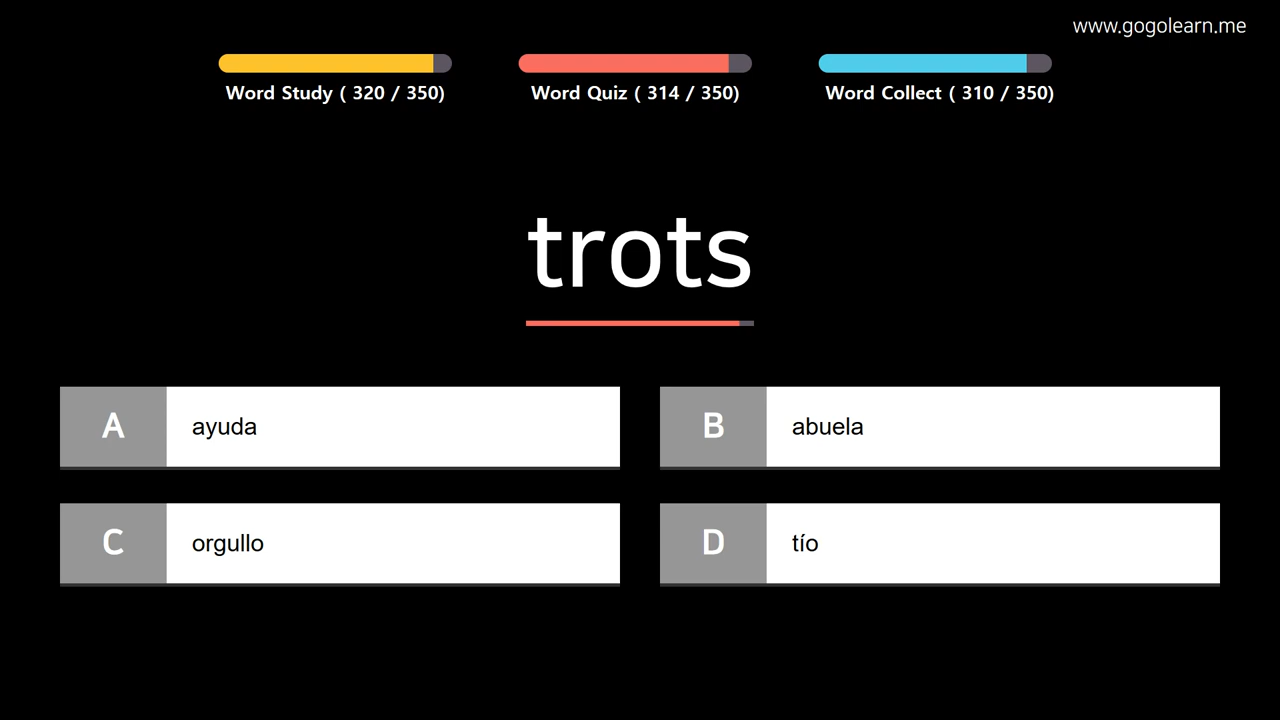 www.gogolearn.me
Word Study ( 320 / 350)
Word Quiz ( 314 / 350)
Word Collect ( 310 / 350)
trots
A ayuda
B abuela
C orgullo
D tío